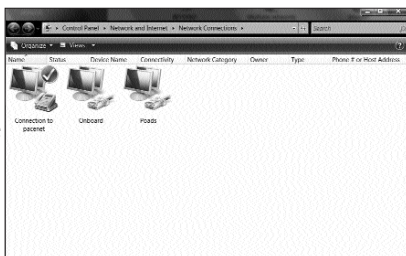 Control Panel ▸ Network and Internet ▸ Network Connections ▸ Search
Organize Views
Name Status Device Name Connectivity Network Category Owner Type Phone # or Host Address
Connection to Onboard Poads
pacenet